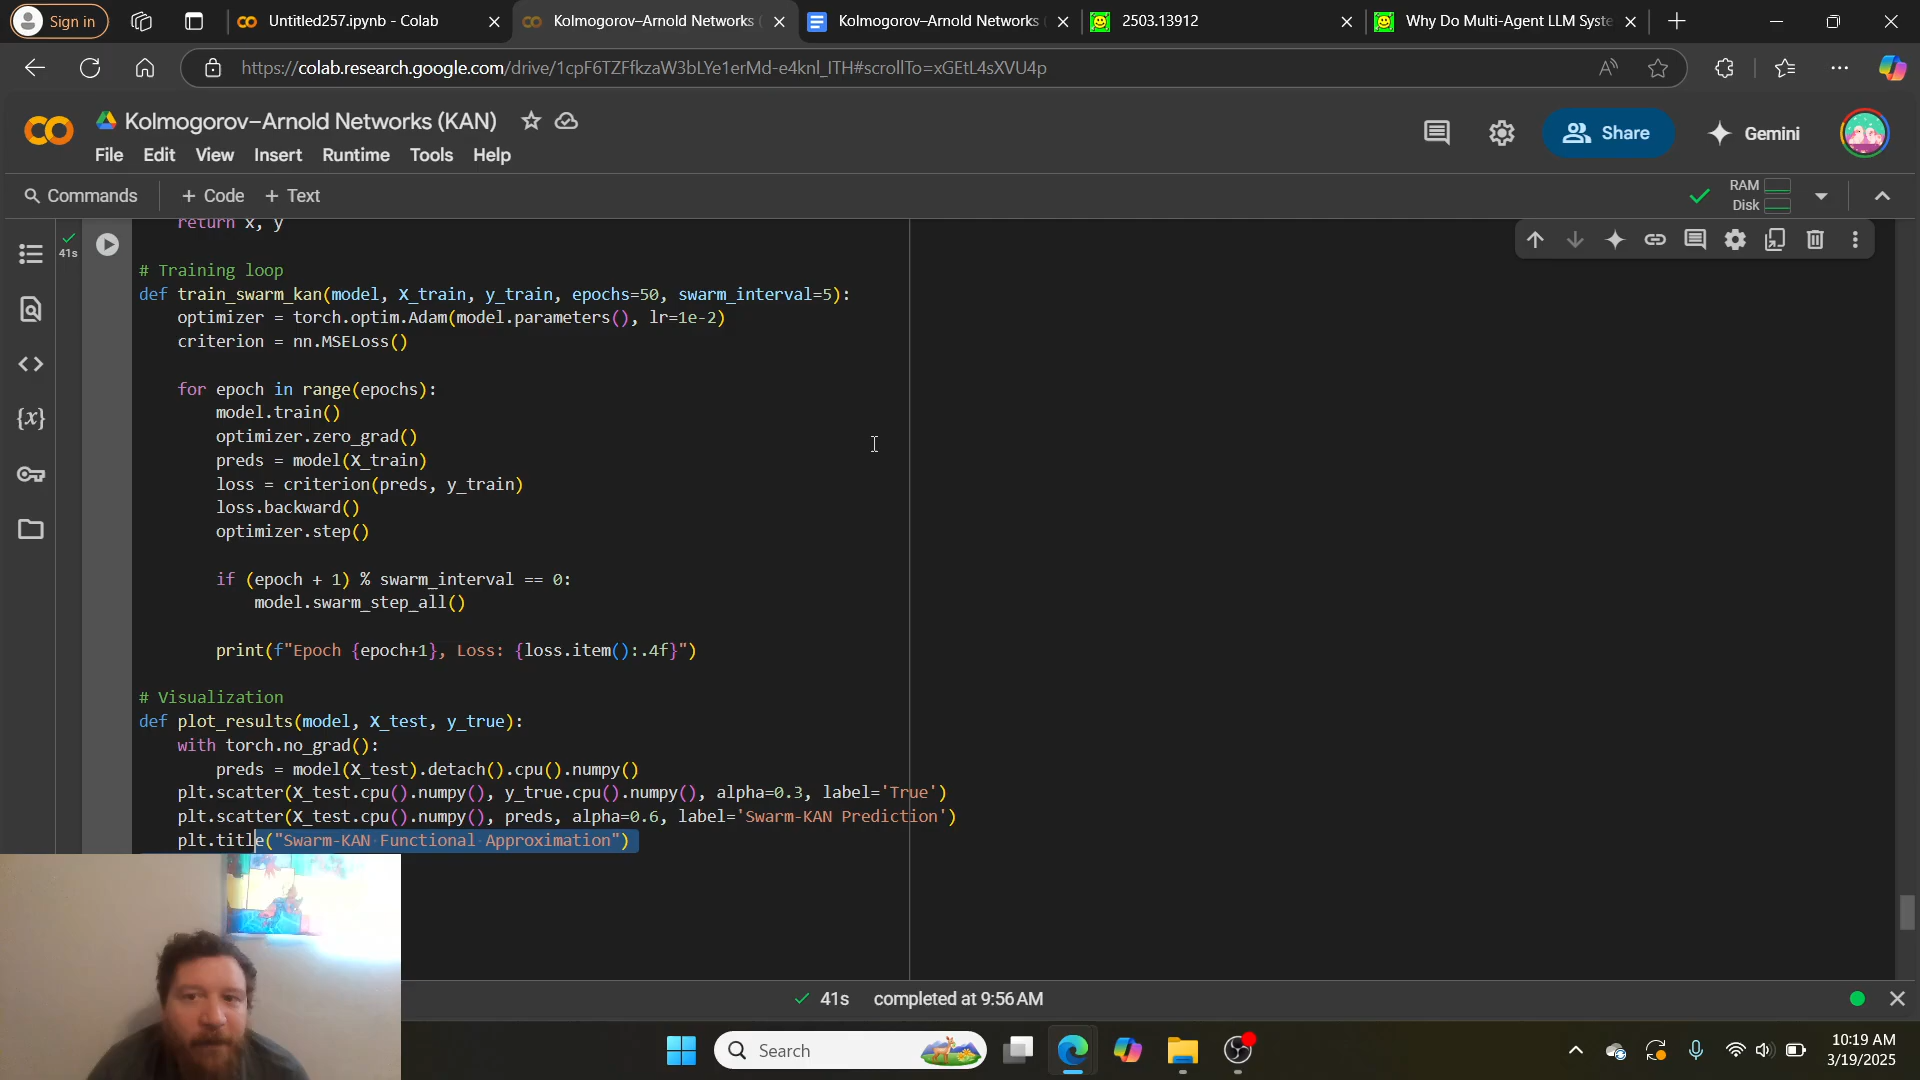 Sign in
Untitled257.ipynb - Colab
Kolmogorov–Arnold Networks (
Kolmogorov–Arnold Networks (
2503.13912
Why Do Multi-Agent LLM Syste
https://colab.research.google.com/drive/1cpF6TZFfkzaW3bLYe1erMd-e4knl_ITH#scrollTo=xGEtL4sXVU4p
Kolmogorov–Arnold Networks (KAN)
Share
Gemini
File Edit View Insert Runtime Tools Help
Commands + Code + Text
RAM
Disk
return x, y
41s
# Training loop
def train_swarm_kan(model, X_train, y_train, epochs=50, swarm_interval=5):
optimizer = torch.optim.Adam(model.parameters(), lr=1e-2)
criterion = nn.MSELoss()
for epoch in range(epochs):
model.train()
optimizer.zero_grad()
preds = model(X_train)
loss = criterion(preds, y_train)
loss.backward()
optimizer.step()
if (epoch + 1) % swarm_interval == 0:
model.swarm_step_all()
print(f"Epoch {epoch+1}, Loss: {loss.item():.4f}")
# Visualization
def plot_results(model, X_test, y_true):
with torch.no_grad():
preds = model(X_test).detach().cpu().numpy()
plt.scatter(X_test.cpu().numpy(), y_true.cpu().numpy(), alpha=0.3, label='True')
plt.scatter(X_test.cpu().numpy(), preds, alpha=0.6, label='Swarm-KAN Prediction')
plt.title("Swarm-KAN Functional Approximation")
41s completed at 9:56 AM
Search
10:19 AM
3/19/2025